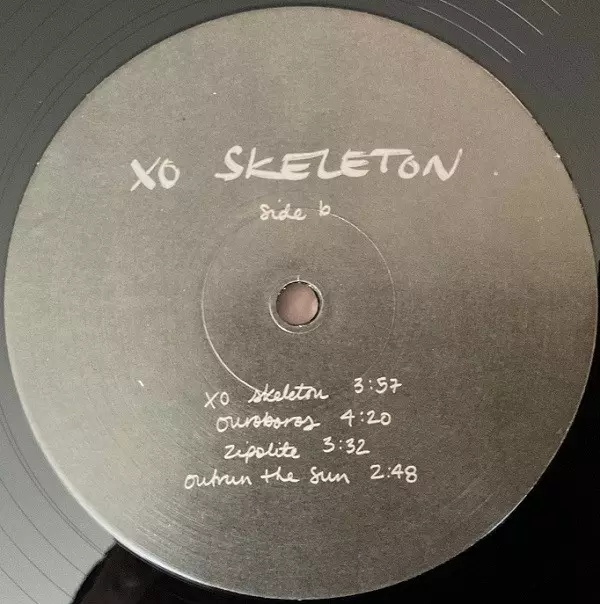 XO SKELETON
side b
xo skeleton 3:57
ouroboros 4:20
zipolite 3:32
outrun the sun 2:48